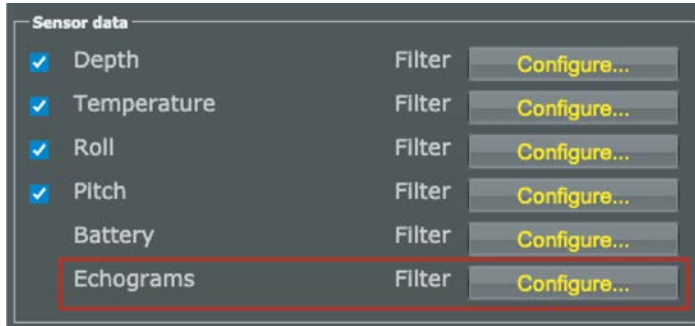 Sensor data
Depth Filter Configure...
Temperature Filter Configure...
Roll Filter Configure...
Pitch Filter Configure...
Battery Filter Configure...
Echograms Filter Configure...